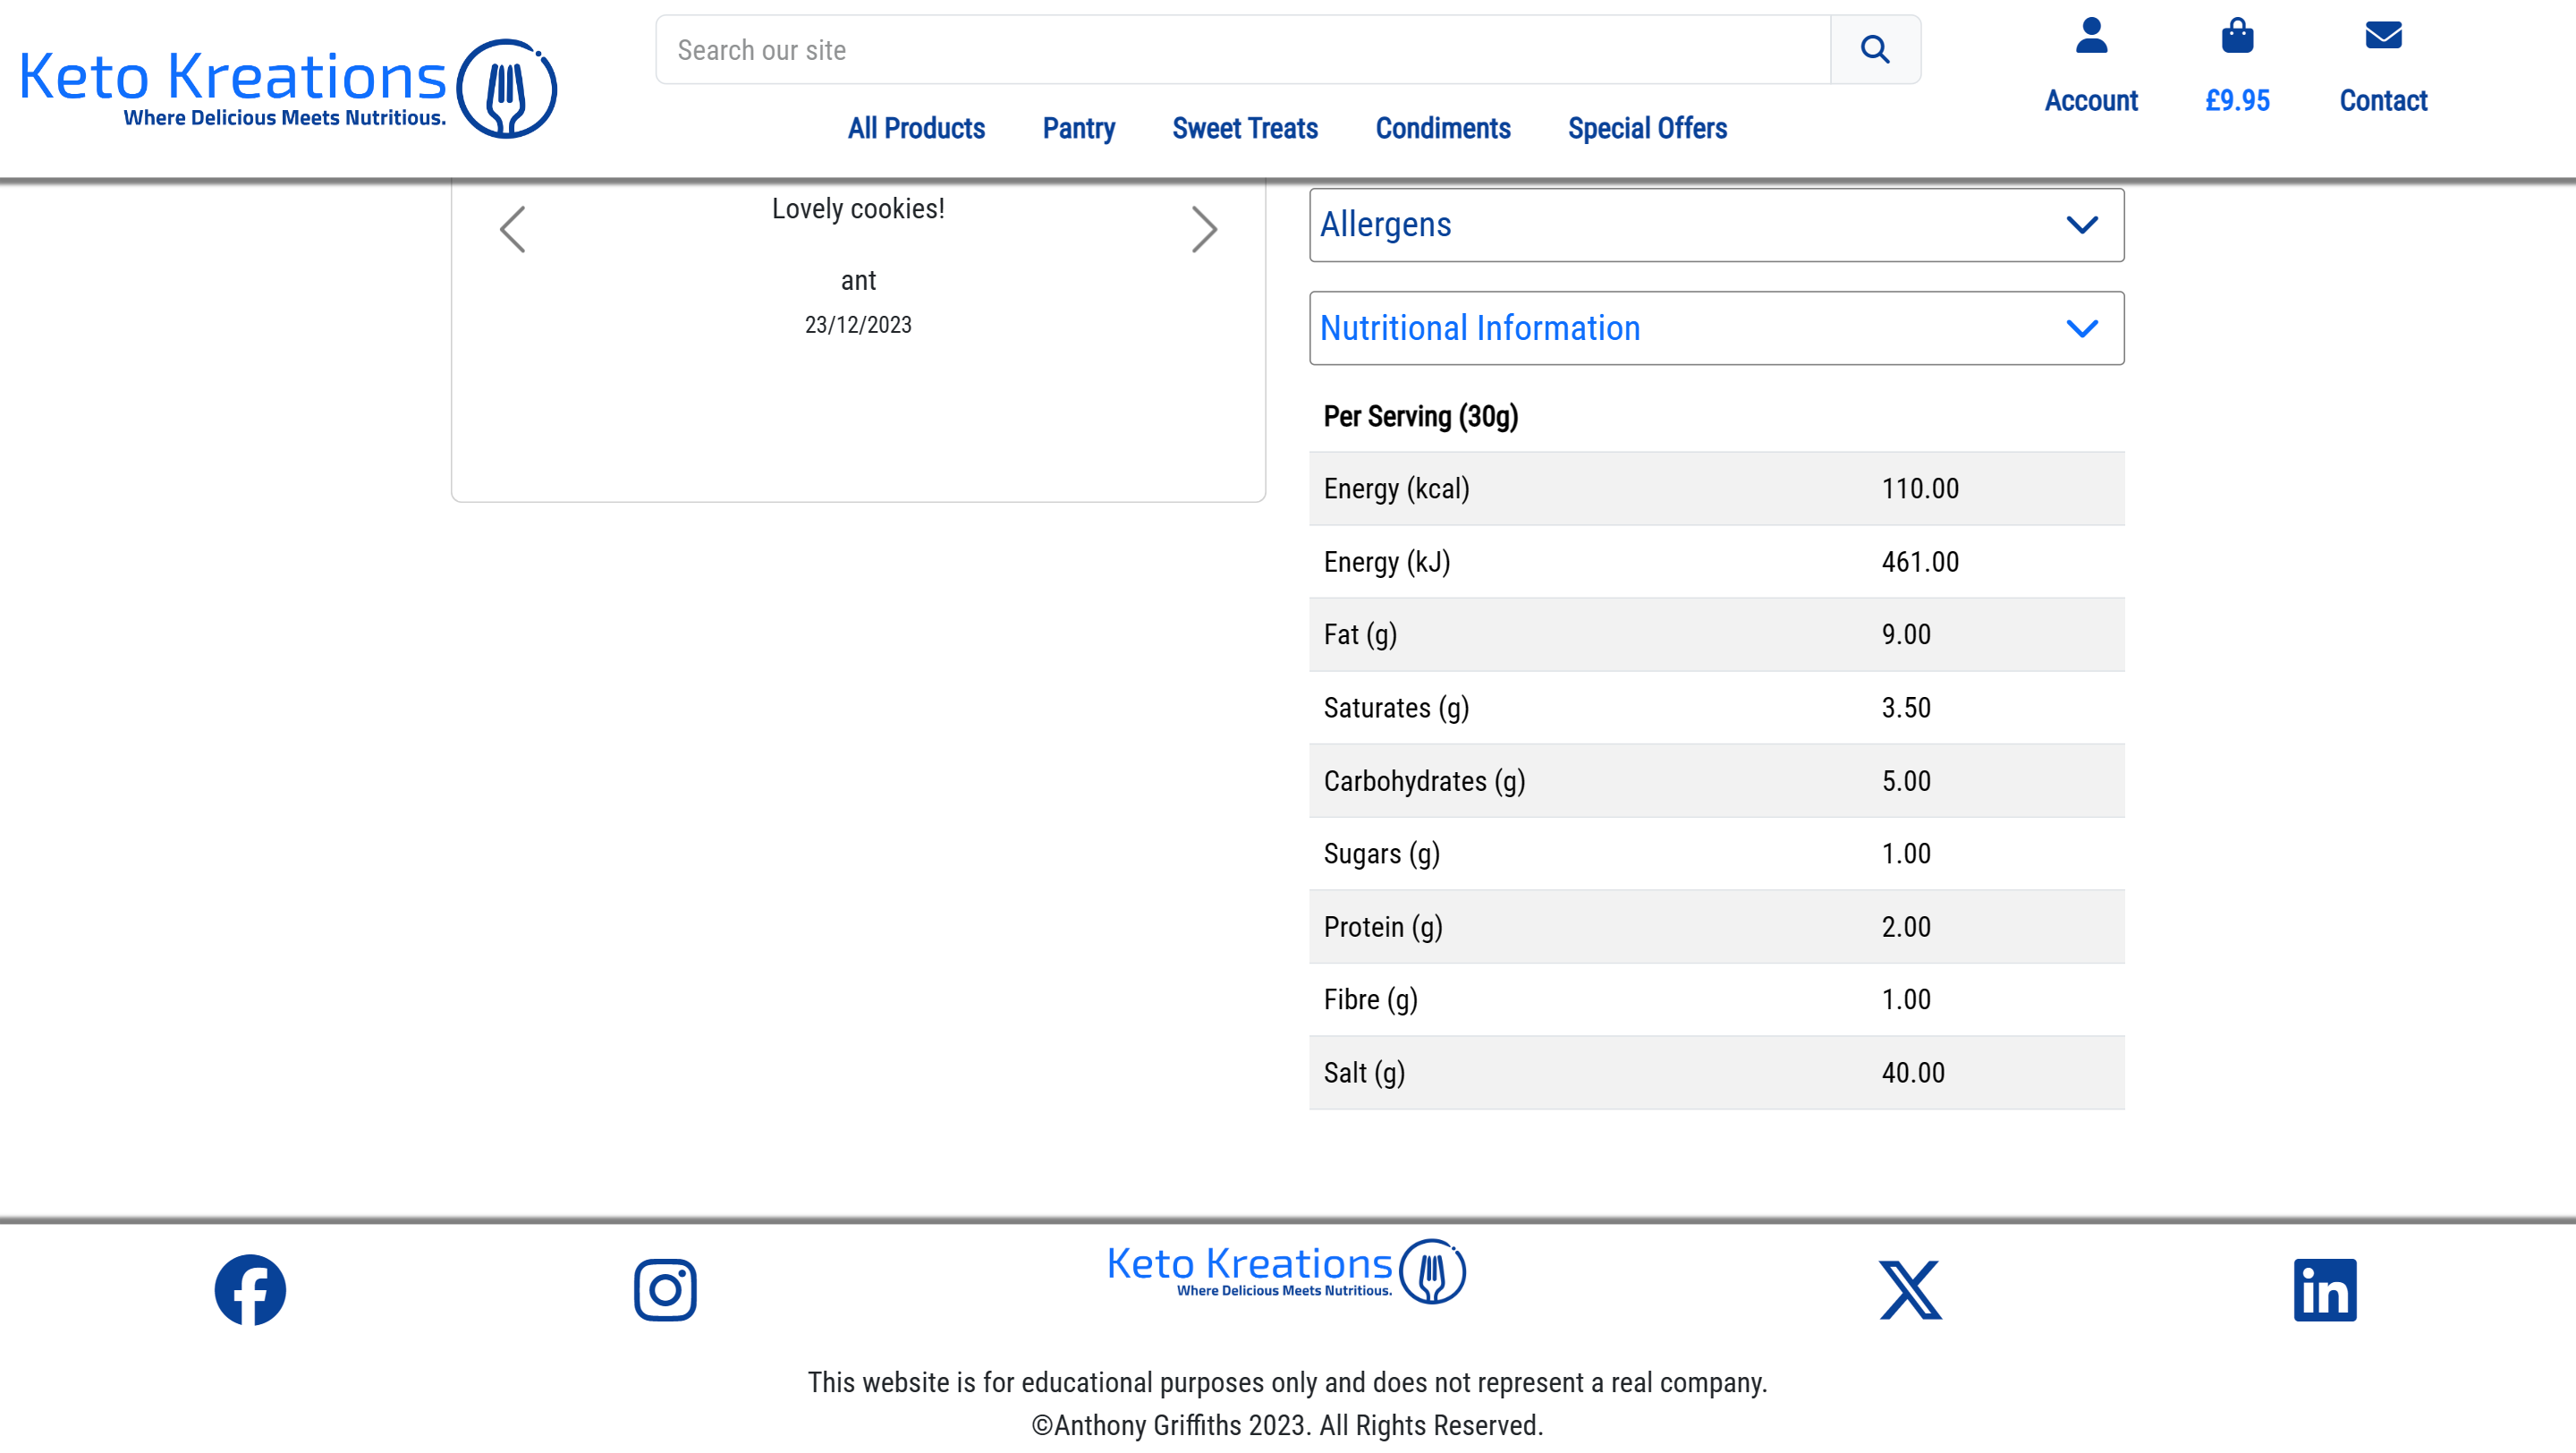 Keto Kreations
Where Delicious Meets Nutritious.
Search our site
All Products Pantry Sweet Treats Condiments Special Offers
Account £9.95 Contact
Lovely cookies!
ant
23/12/2023
Allergens
Nutritional Information
Per Serving (30g)
Energy (kcal) 110.00
Energy (kJ) 461.00
Fat (g) 9.00
Saturates (g) 3.50
Carbohydrates (g) 5.00
Sugars (g) 1.00
Protein (g) 2.00
Fibre (g) 1.00
Salt (g) 40.00
Keto Kreations
Where Delicious Meets Nutritious.
This website is for educational purposes only and does not represent a real company.
©Anthony Griffiths 2023. All Rights Reserved.